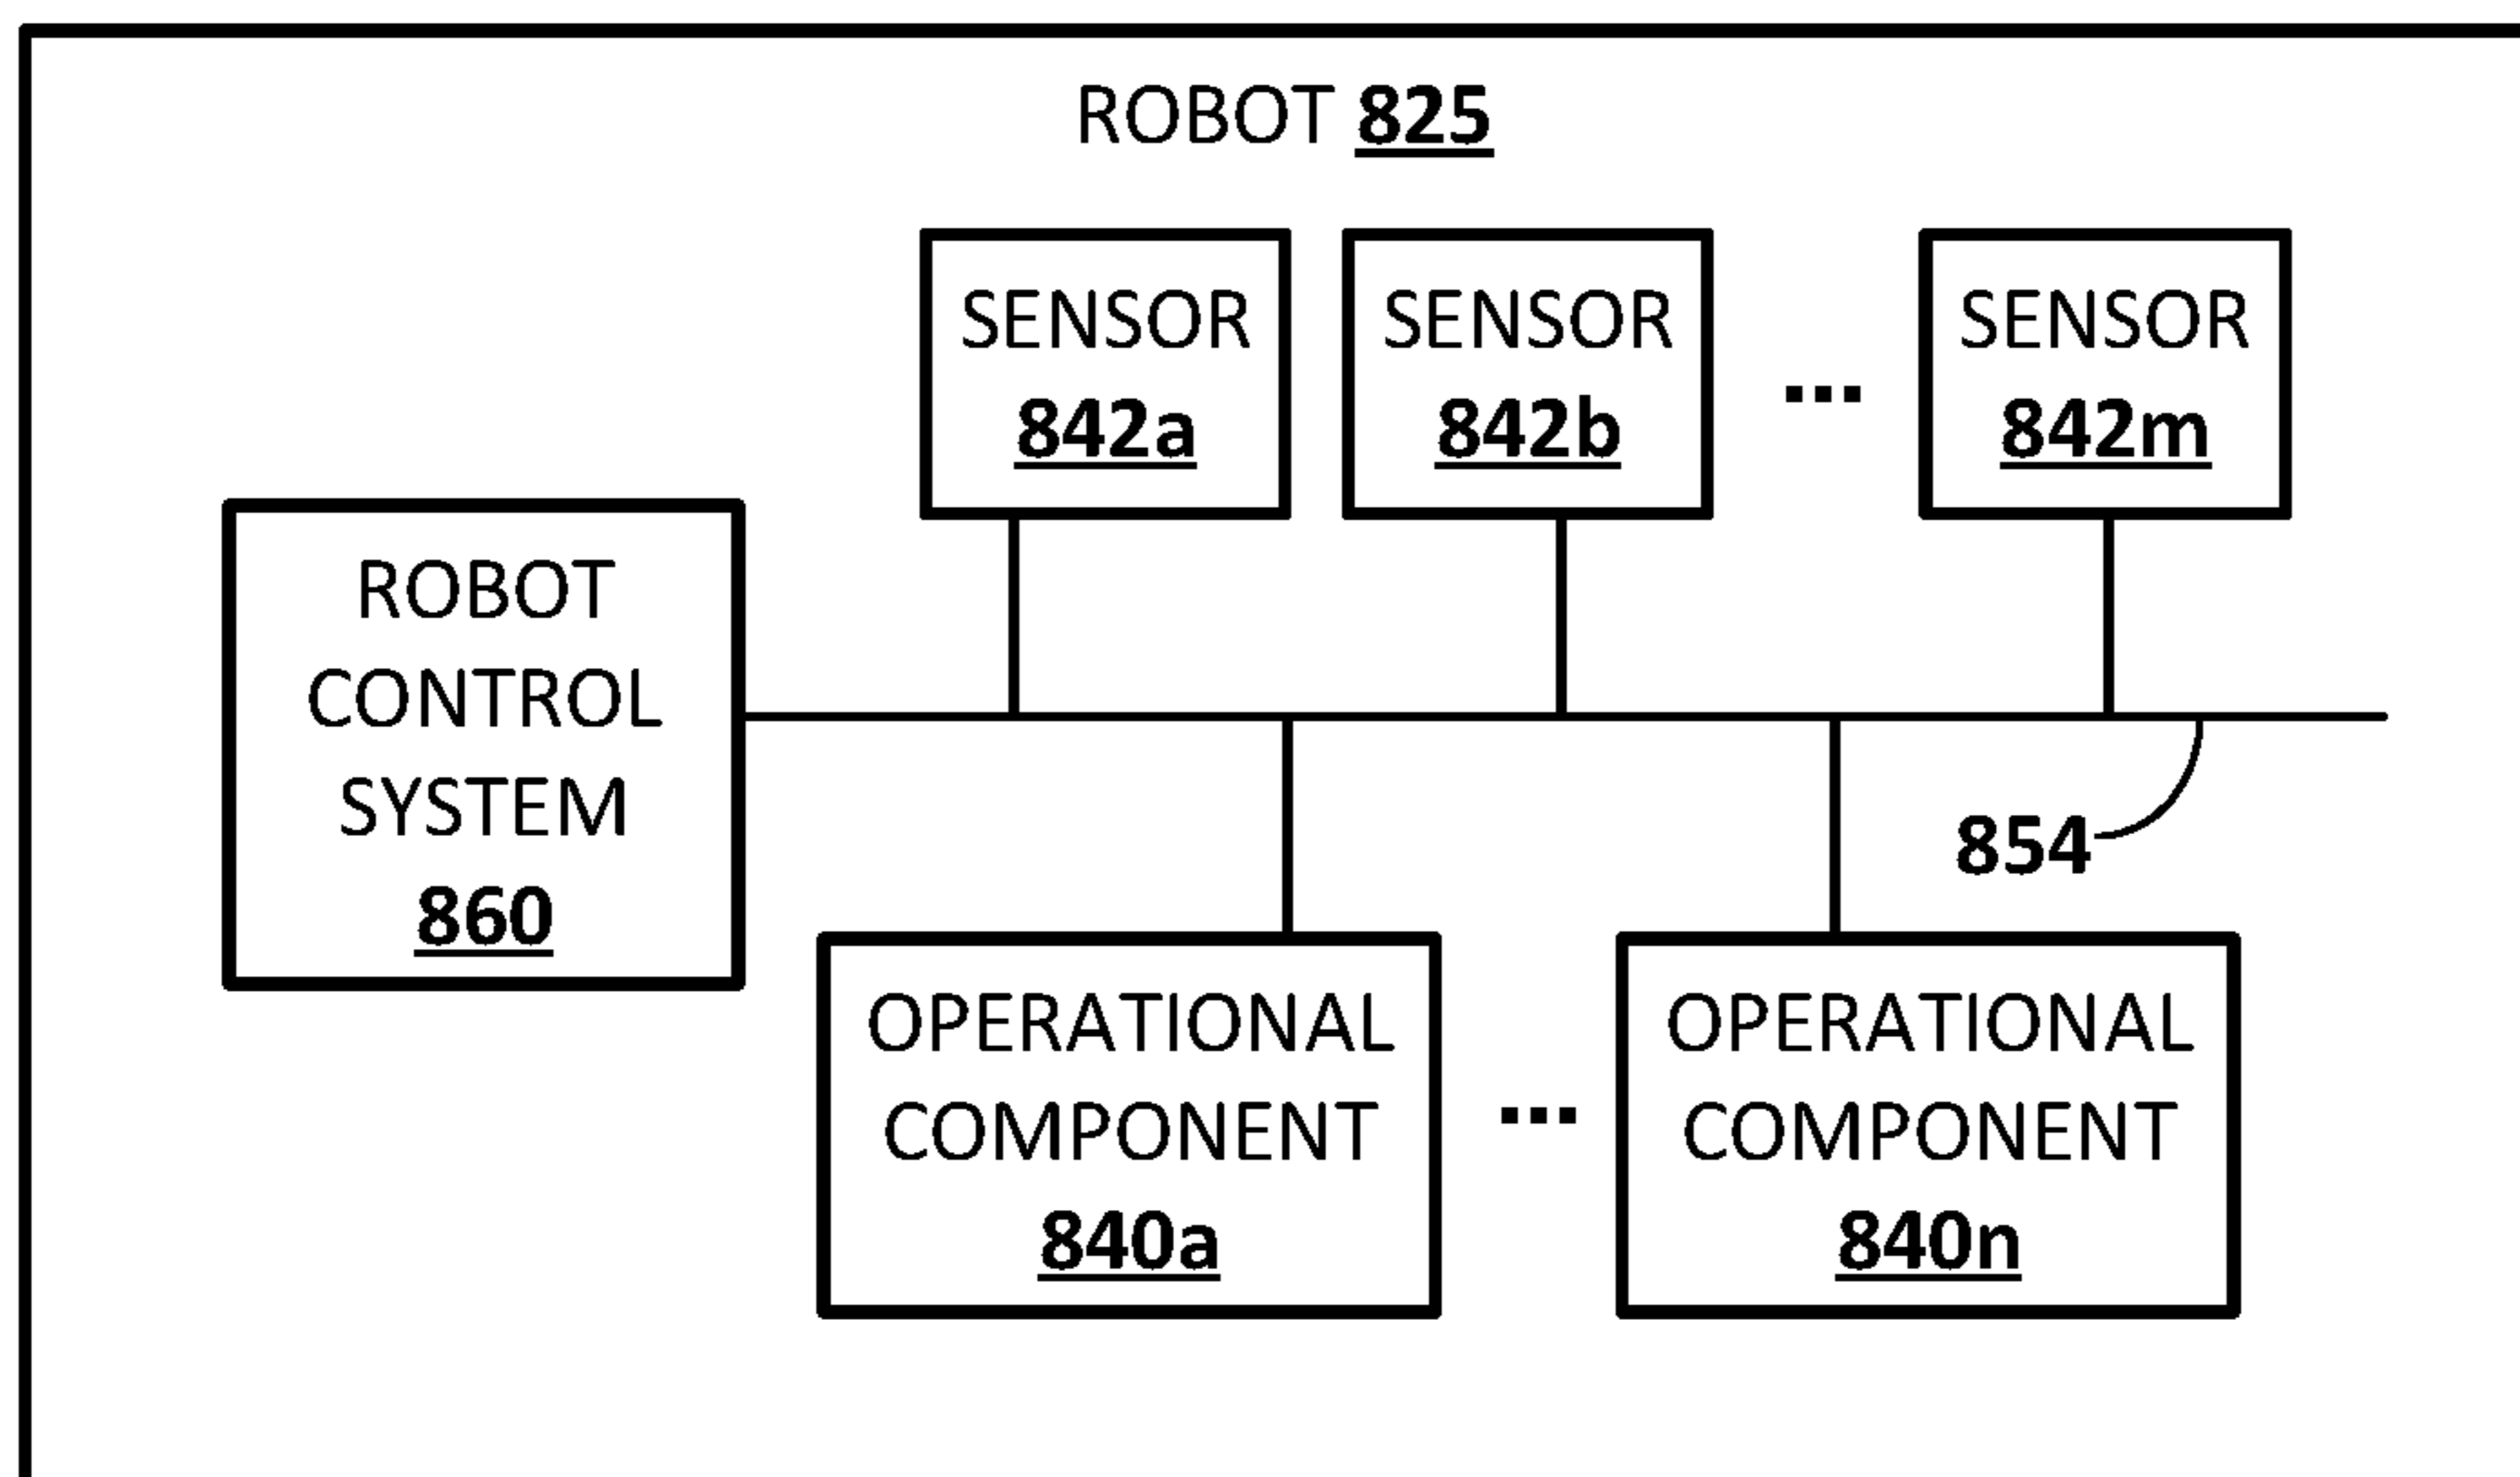 ROBOT 825
SENSOR
842a
SENSOR
842b
...
SENSOR
842m
ROBOT
CONTROL
SYSTEM
860
854
OPERATIONAL
COMPONENT
840a
...
OPERATIONAL
COMPONENT
840n